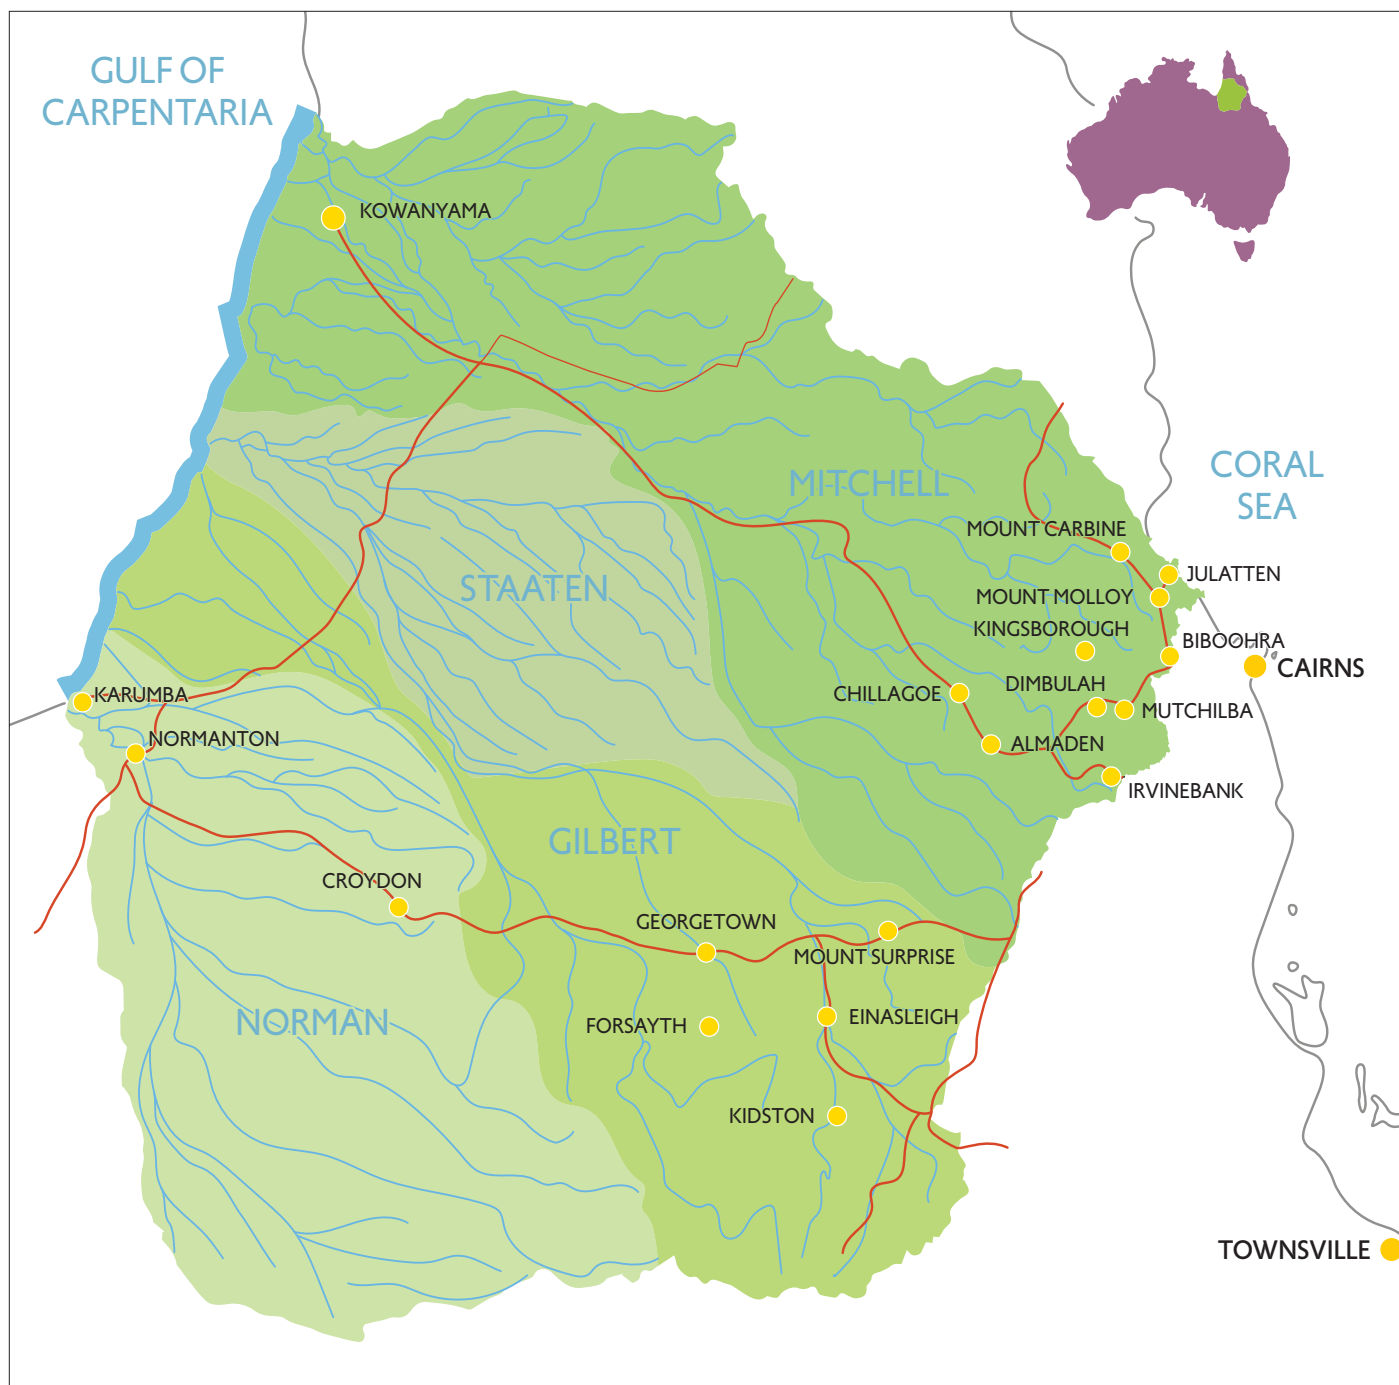 GULF OF
CARPENTARIA
KOWANYAMA
MITCHELL
CORAL
SEA
MOUNT CARBINE
STAATEN
JULATTEN
MOUNT MOLLOY
KINGSBOROUGH
BIBOOHRA
CAIRNS
DIMBULAH
CHILLAGOE
KARUMBA
MUTCHILBA
NORMANTON
ALMADEN
IRVINEBANK
GILBERT
CROYDON
GEORGETOWN
MOUNT SURPRISE
NORMAN
FORSAYTH
EINASLEIGH
KIDSTON
TOWNSVILLE